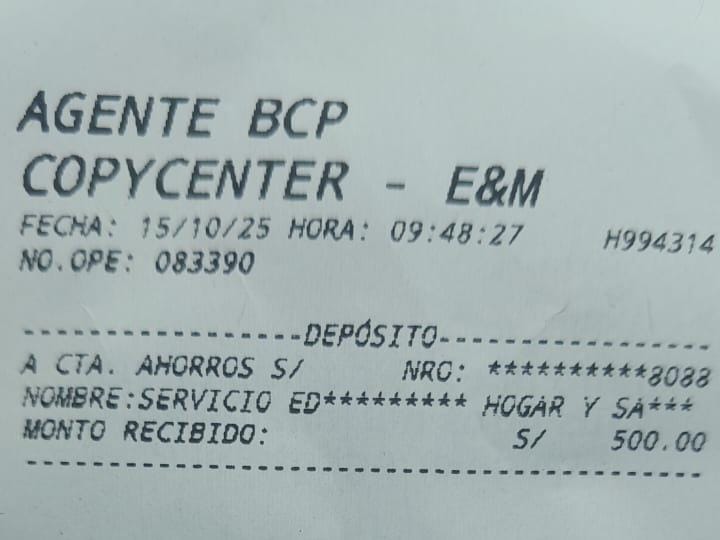 AGENTE BCP
COPYCENTER - E&M
FECHA: 15/10/25 HORA: 09:48:27 H994314
NO.OPE: 083390
-----------------DEPÓSITO-----------------
A CTA. AHORROS S/ NRO: **********8088
NOMBRE:SERVICIO ED********* HOGAR Y SA***
MONTO RECIBIDO: S/ 500.00
------------------------------------------